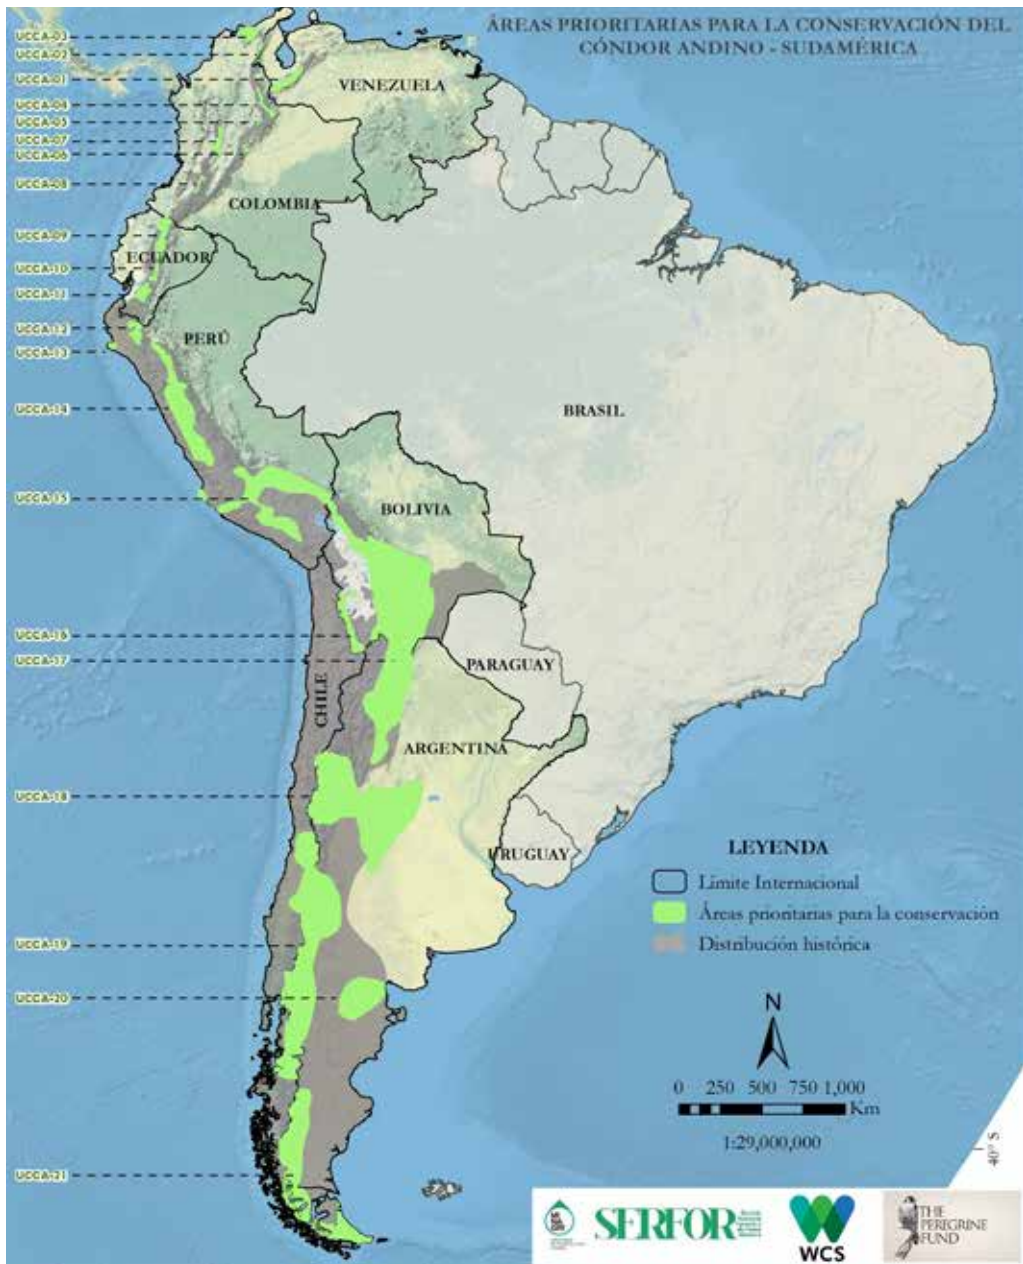 ÁREAS PRIORITARIAS PARA LA CONSERVACIÓN DEL
CÓNDOR ANDINO - SUDAMÉRICA
UCCA-03
UCCA-02
UCCA-01
UCCA-04
UCCA-05
UCCA-07
UCCA-06
UCCA-08
UCCA-09
UCCA-10
UCCA-11
UCCA-12
UCCA-13
UCCA-14
UCCA-15
UCCA-16
UCCA-17
UCCA-18
UCCA-19
UCCA-20
UCCA-21
VENEZUELA
COLOMBIA
ECUADOR
PERÚ
BRASIL
BOLIVIA
PARAGUAY
CHILE
ARGENTINA
URUGUAY
LEYENDA
Límite Internacional
Áreas prioritarias para la conservación
Distribución histórica
N
0 250 500 750 1,000
Km
1:29,000,000
40° S
SERFOR
WCS
THE
PEREGRINE
FUND